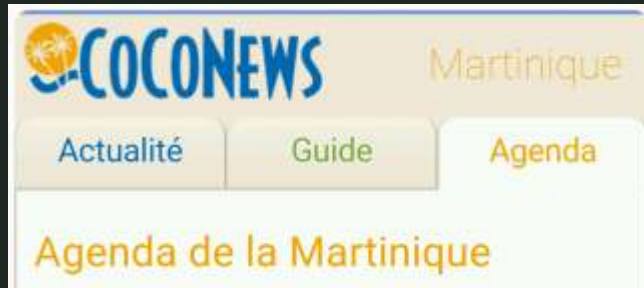 CoCoNews
Martinique
Actualité Guide Agenda
Agenda de la Martinique